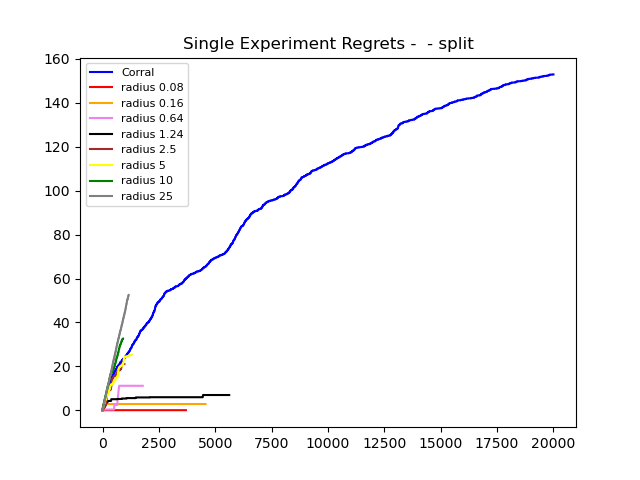 Single Experiment Regrets -  - split
160
140
120
100
80
60
40
20
0
Corral
radius 0.08
radius 0.16
radius 0.64
radius 1.24
radius 2.5
radius 5
radius 10
radius 25
0 2500 5000 7500 10000 12500 15000 17500 20000